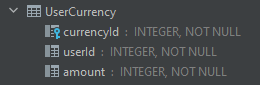 UserCurrency
currencyId : INTEGER, NOT NULL
userId : INTEGER, NOT NULL
amount : INTEGER, NOT NULL